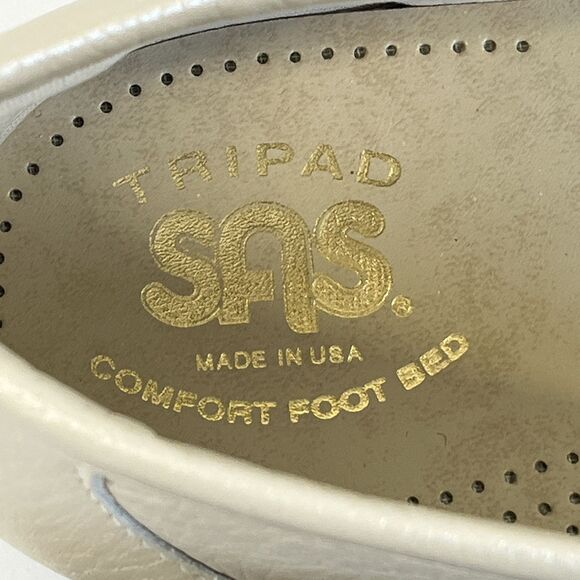 TRIPAD
SAS®
MADE IN USA
COMFORT FOOT BED